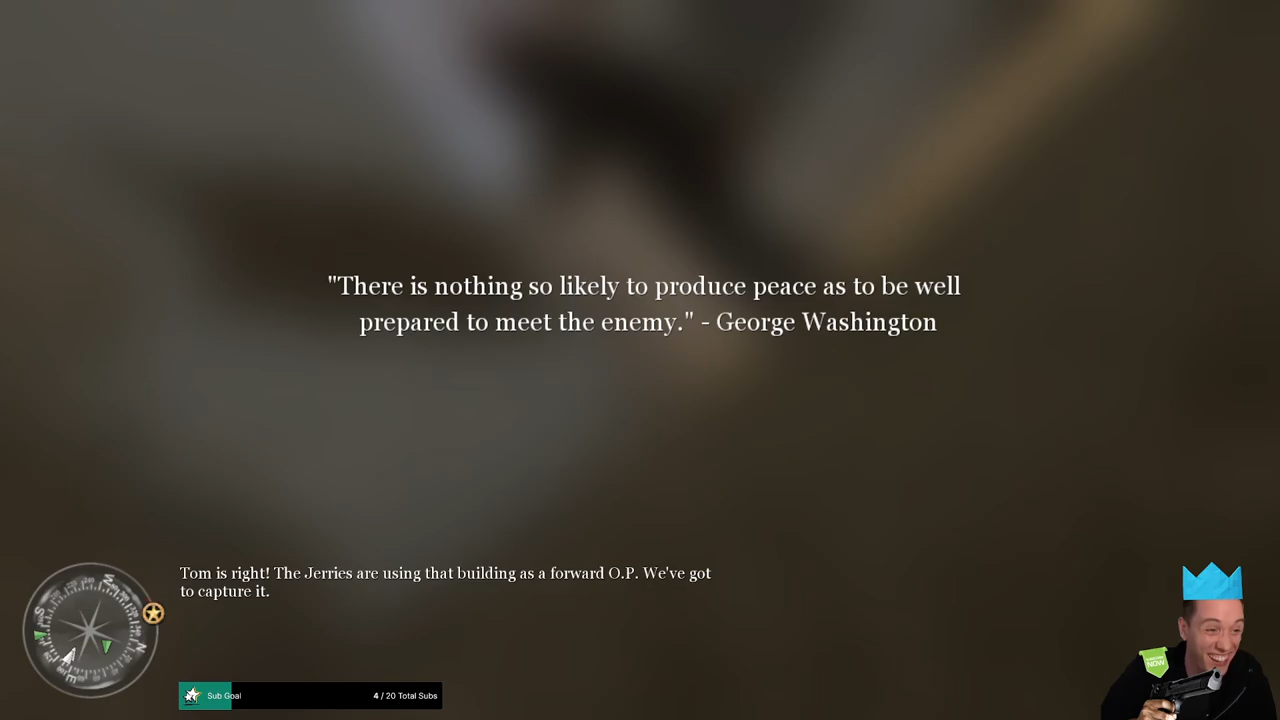 "There is nothing so likely to produce peace as to be well
prepared to meet the enemy." - George Washington
Tom is right! The Jerries are using that building as a forward O.P. We've got
to capture it.
Sub Goal
4 / 20 Total Subs
NOW